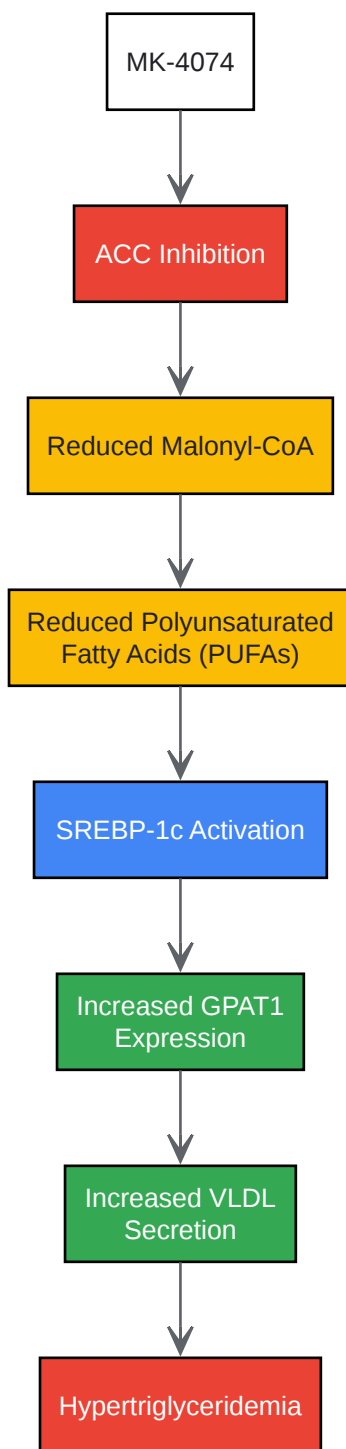 MK-4074
ACC Inhibition
Reduced Malonyl-CoA
Reduced Polyunsaturated
Fatty Acids (PUFAs)
SREBP-1c Activation
Increased GPAT1
Expression
Increased VLDL
Secretion
Hypertriglyceridemia